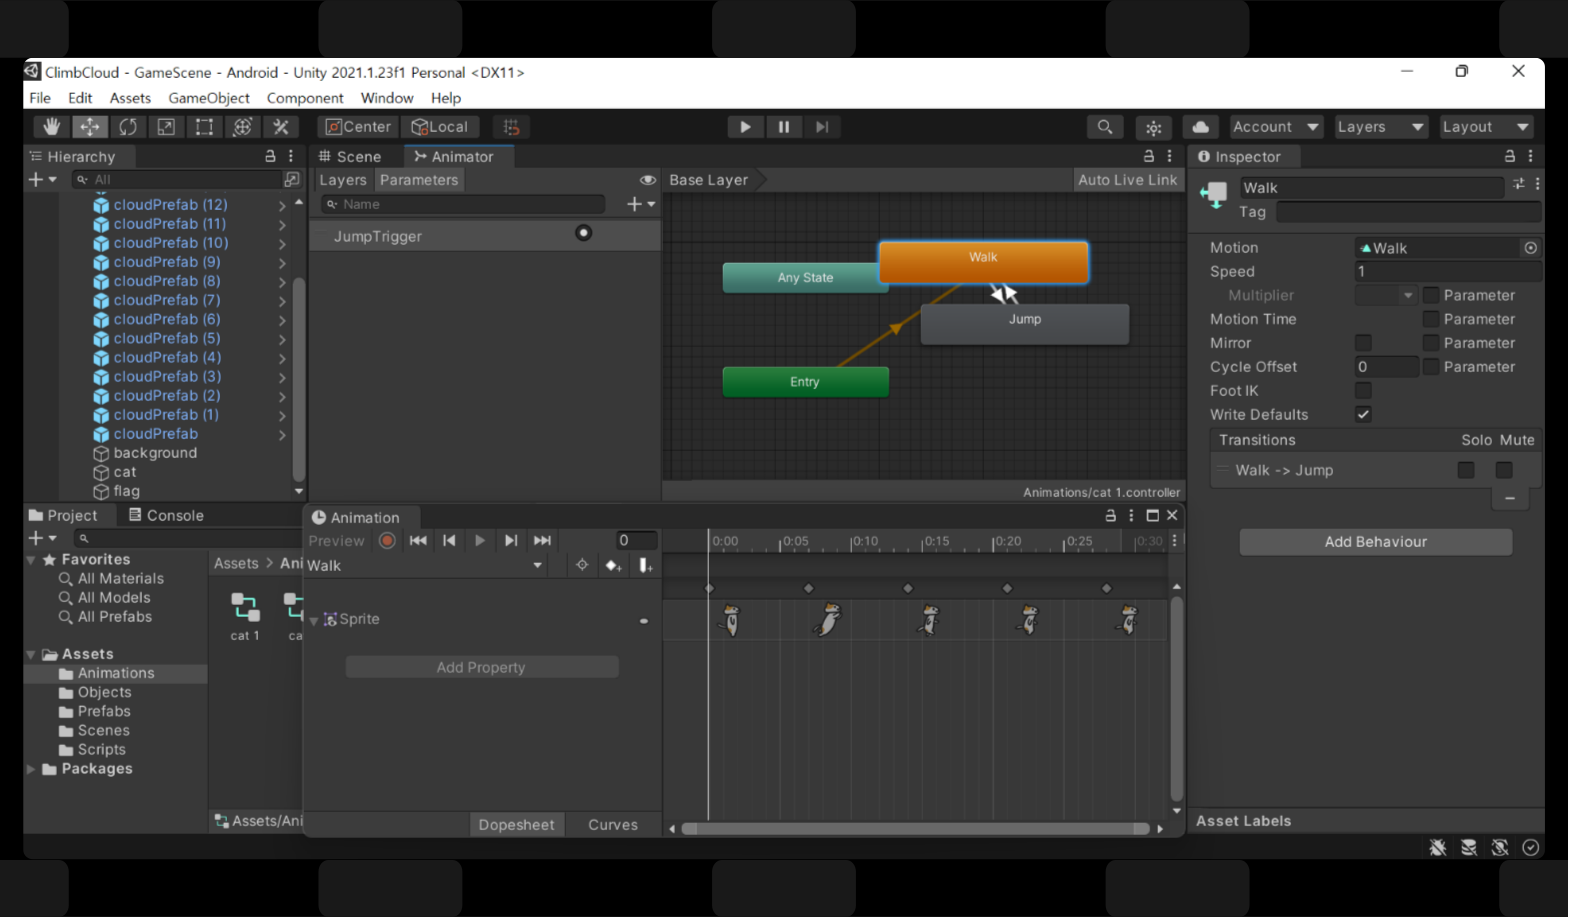 ClimbCloud - GameScene - Android - Unity 2021.1.23f1 Personal <DX11>
File Edit Assets GameObject Component Window Help
Center Local Account Layers Layout
Hierarchy
All
cloudPrefab (12)
cloudPrefab (11)
cloudPrefab (10)
cloudPrefab (9)
cloudPrefab (8)
cloudPrefab (7)
cloudPrefab (6)
cloudPrefab (5)
cloudPrefab (4)
cloudPrefab (3)
cloudPrefab (2)
cloudPrefab (1)
cloudPrefab
background
cat
flag
Scene Animator
Layers Parameters
Name
JumpTrigger
Base Layer Auto Live Link
Walk
Any State
Jump
Entry
Animations/cat 1.controller
Inspector
Walk
Tag
Motion Walk
Speed 1
Multiplier Parameter
Motion Time Parameter
Mirror Parameter
Cycle Offset 0 Parameter
Foot IK
Write Defaults
Transitions Solo Mute
Walk -> Jump
Add Behaviour
Asset Labels
Project Console
Favorites
All Materials
All Models
All Prefabs
Assets
Animations
Objects
Prefabs
Scenes
Scripts
Packages
Assets > Ani
cat 1 ca
Assets/Ani
Animation
Preview 0
0:00 0:05 0:10 0:15 0:20 0:25 0:30
Walk
Sprite
Add Property
Dopesheet Curves